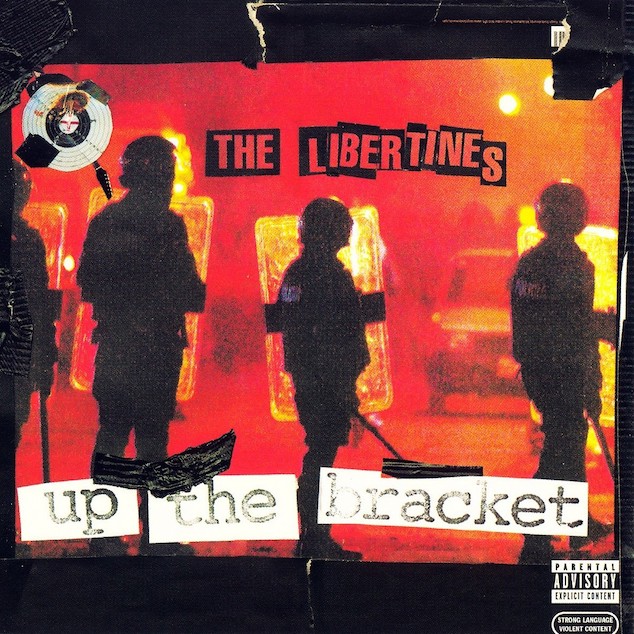 THE LIBERTINES
up the bracket
PARENTAL
ADVISORY
EXPLICIT CONTENT
STRONG LANGUAGE
VIOLENT CONTENT